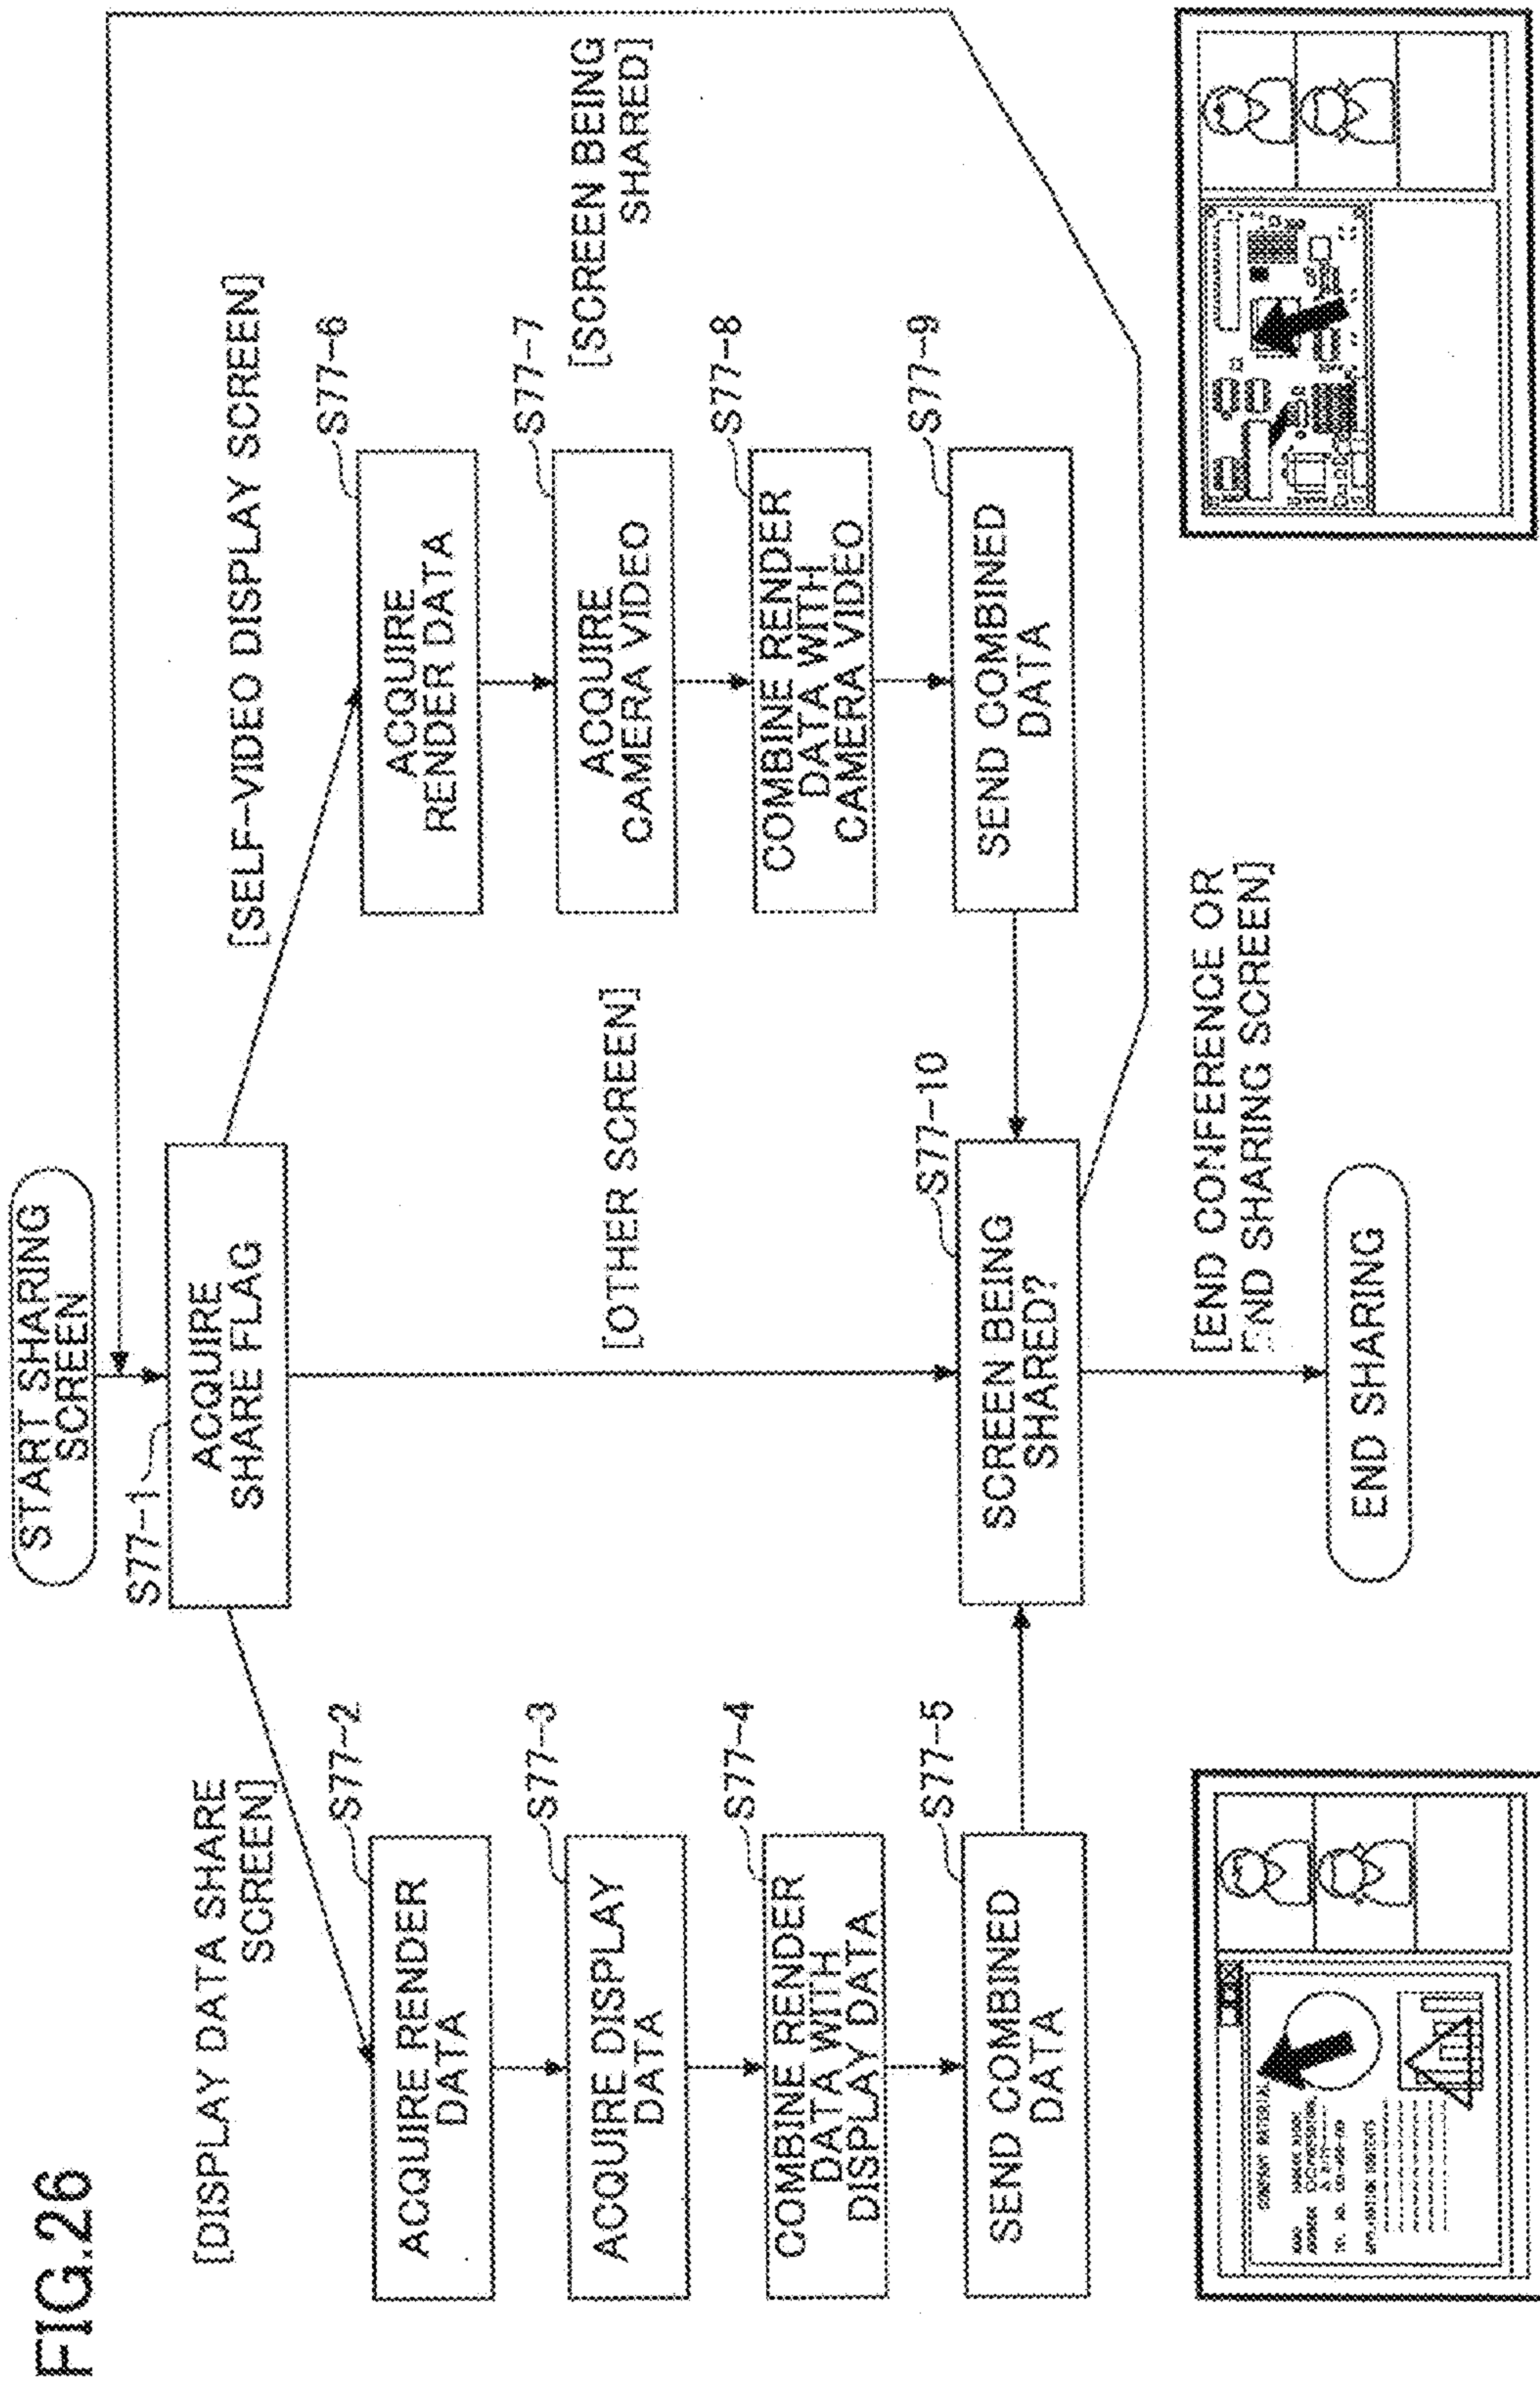 FIG.26
START SHARING
SCREEN
S77-1
ACQUIRE
SHARE FLAG
[DISPLAY DATA SHARE
SCREEN]
[SELF-VIDEO DISPLAY SCREEN]
[OTHER SCREEN]
[SCREEN BEING
SHARED]
S77-2
ACQUIRE RENDER
DATA
S77-3
ACQUIRE DISPLAY
DATA
S77-4
COMBINE RENDER
DATA WITH
DISPLAY DATA
S77-5
SEND COMBINED
DATA
S77-6
ACQUIRE
RENDER DATA
S77-7
ACQUIRE
CAMERA VIDEO
S77-8
COMBINE RENDER
DATA WITH
CAMERA VIDEO
S77-9
SEND COMBINED
DATA
S77-10
SCREEN BEING
SHARED?
[END CONFERENCE OR
END SHARING SCREEN]
END SHARING
COMPANY MATERIAL